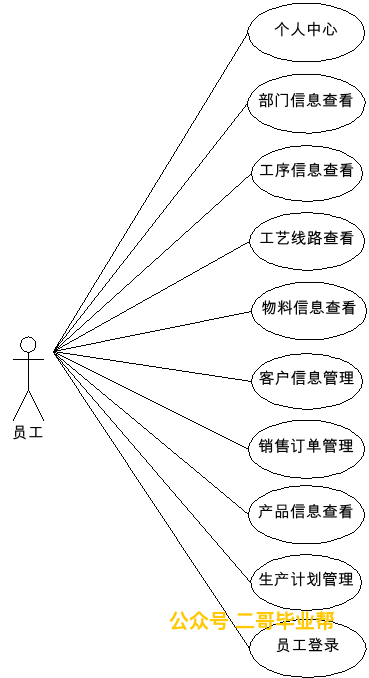 个人中心
部门信息查看
工序信息查看
工艺线路查看
物料信息查看
员工
客户信息管理
销售订单管理
产品信息查看
生产计划管理
公众号 二哥毕业帮
员工登录